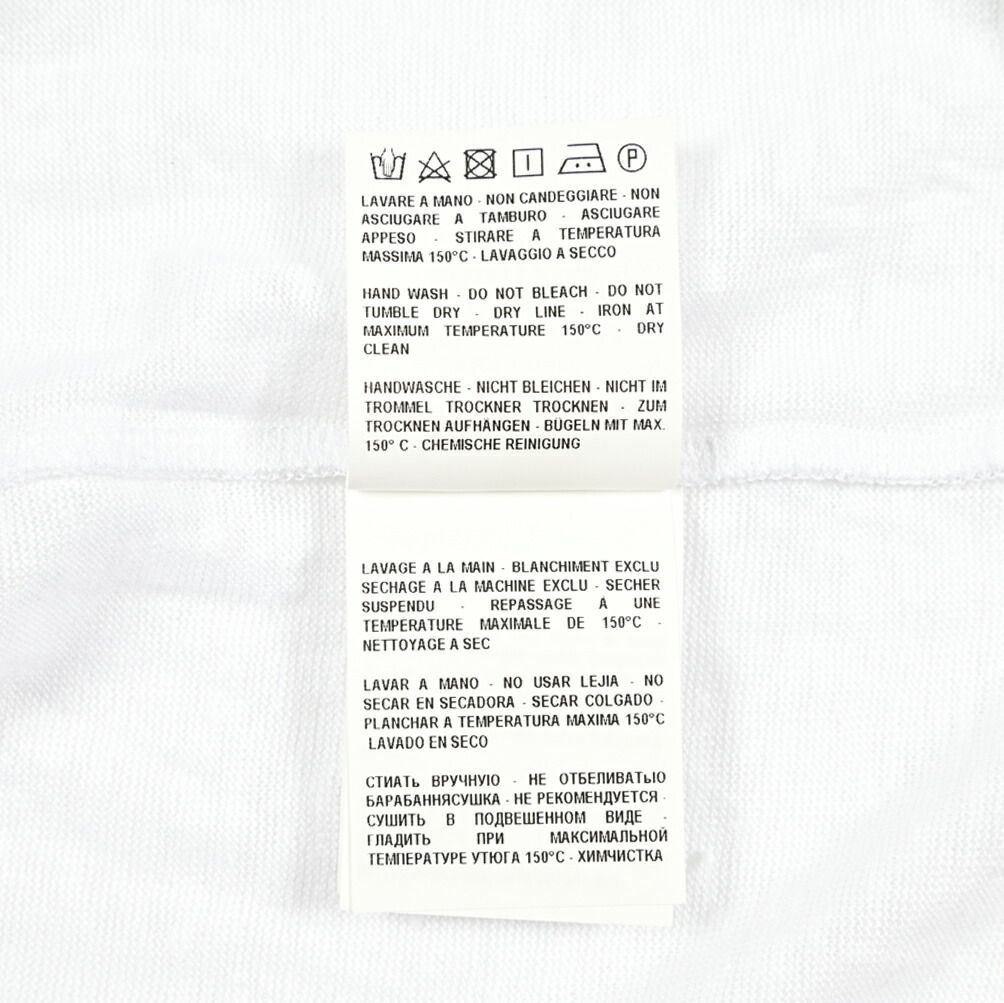 LAVARE A MANO - NON CANDEGGIARE - NON
ASCIUGARE A TAMBURO - ASCIUGARE
APPESO - STIRARE A TEMPERATURA
MASSIMA 150°C - LAVAGGIO A SECCO
HAND WASH - DO NOT BLEACH - DO NOT
TUMBLE DRY - DRY LINE - IRON AT
MAXIMUM TEMPERATURE 150°C - DRY
CLEAN
HANDWASCHE - NICHT BLEICHEN - NICHT IM
TROMMEL TROCKNER TROCKNEN - ZUM
TROCKNEN AUFHANGEN - BÜGELN MIT MAX.
150° C - CHEMISCHE REINIGUNG
LAVAGE A LA MAIN - BLANCHIMENT EXCLU
SECHAGE A LA MACHINE EXCLU - SECHER
SUSPENDU - REPASSAGE A UNE
TEMPERATURE MAXIMALE DE 150°C -
NETTOYAGE A SEC
LAVAR A MANO - NO USAR LEJIA - NO
SECAR EN SECADORA - SECAR COLGADO -
PLANCHAR A TEMPERATURA MAXIMA 150°C
LAVADO EN SECO
СТИАТЬ ВРУЧНУЮ - НЕ ОТБЕЛИВАТЬЮ
БАРАБАННЯСУШКА - НЕ РЕКОМЕНДУЕТСЯ -
СУШИТЬ В ПОДВЕШЕННОМ ВИДЕ -
ГЛАДИТЬ ПРИ МАКСИМАЛЬНОЙ
ТЕМПЕРАТУРЕ УТЮГА 150°C - ХИМЧИСТКА